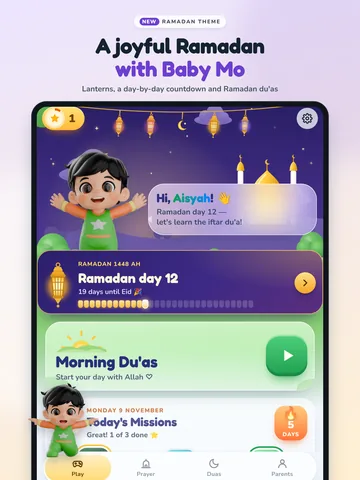 NEW RAMADAN THEME
A joyful Ramadan
with Baby Mo
Lanterns, a day-by-day countdown and Ramadan du'as
1
Hi, Aisyah! 👋
Ramadan day 12 —
let's learn the iftar du'a!
RAMADAN 1448 AH
Ramadan day 12
19 days until Eid 🎉
Morning Du'as
Start your day with Allah ♡
MONDAY 9 NOVEMBER
Today's Missions
Great! 1 of 3 done ⭐
5
DAYS
Play
Prayer
Duas
Parents